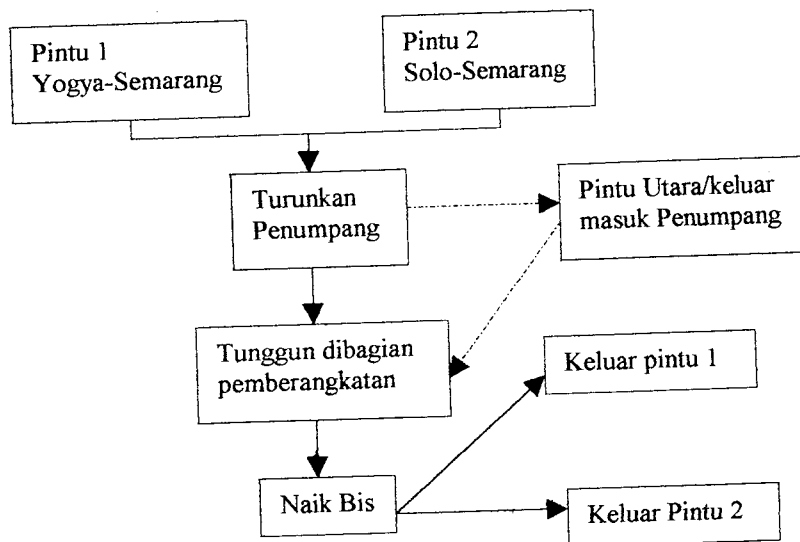 Pintu 1
Yogya-Semarang
Pintu 2
Solo-Semarang
Turunkan
Penumpang
Pintu Utara/keluar
masuk Penumpang
Tunggun dibagian
pemberangkatan
Keluar pintu 1
Naik Bis
Keluar Pintu 2